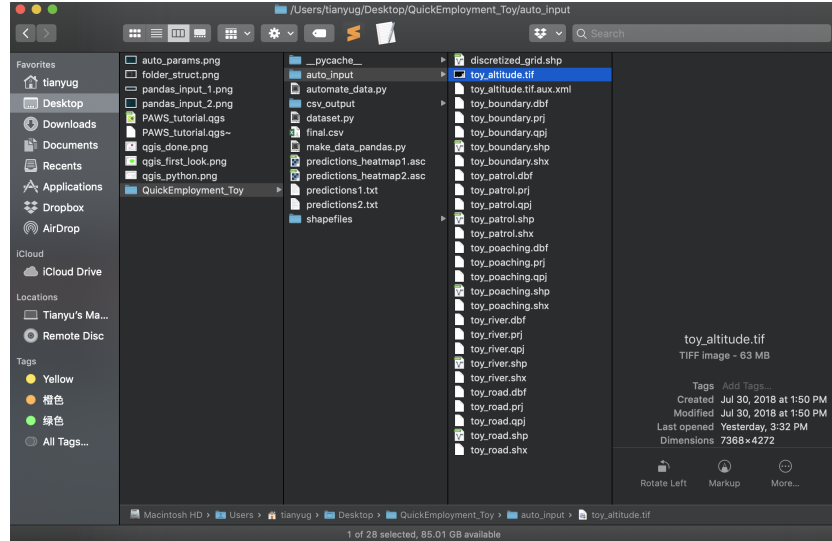 /Users/tianyug/Desktop/QuickEmployment_Toy/auto_input
Search
Favorites
tianyug
Desktop
Downloads
Documents
Recents
Applications
Dropbox
AirDrop
iCloud
iCloud Drive
Locations
Tianyu's Ma...
Remote Disc
Tags
Yellow
橙色
绿色
All Tags...
auto_params.png
folder_struct.png
pandas_input_1.png
pandas_input_2.png
PAWS_tutorial.qgs
PAWS_tutorial.qgs~
qgis_done.png
qgis_first_look.png
qgis_python.png
QuickEmployment_Toy
__pycache__
auto_input
automate_data.py
csv_output
dataset.py
final.csv
make_data_pandas.py
predictions_heatmap1.asc
predictions_heatmap2.asc
predictions1.txt
predictions2.txt
shapefiles
discretized_grid.shp
toy_altitude.tif
toy_altitude.tif.aux.xml
toy_boundary.dbf
toy_boundary.prj
toy_boundary.qpj
toy_boundary.shp
toy_boundary.shx
toy_patrol.dbf
toy_patrol.prj
toy_patrol.qpj
toy_patrol.shp
toy_patrol.shx
toy_poaching.dbf
toy_poaching.prj
toy_poaching.qpj
toy_poaching.shp
toy_poaching.shx
toy_river.dbf
toy_river.prj
toy_river.qpj
toy_river.shp
toy_river.shx
toy_road.dbf
toy_road.prj
toy_road.qpj
toy_road.shp
toy_road.shx
toy_altitude.tif
TIFF image - 63 MB
Tags Add Tags...
Created Jul 30, 2018 at 1:50 PM
Modified Jul 30, 2018 at 1:50 PM
Last opened Yesterday, 3:32 PM
Dimensions 7368×4272
Rotate Left Markup More...
Macintosh HD › Users › tianyug › Desktop › QuickEmployment_Toy › auto_input › toy_altitude.tif
1 of 28 selected, 85.01 GB available